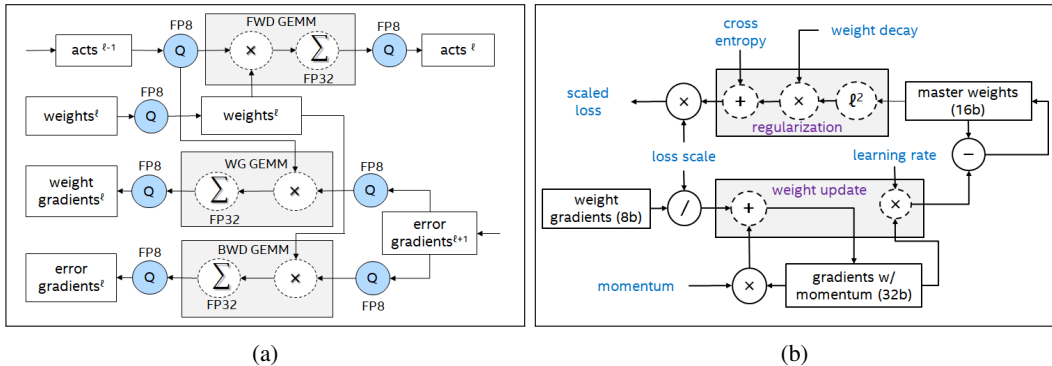 FP8
FWD GEMM
FP8
acts ℓ-1
Q
×
∑
Q
acts ℓ
FP32
FP8
weightsℓ
Q
weightsℓ
WG GEMM
FP8
FP8
weight
gradientsℓ
Q
∑
×
Q
FP32
error
gradientsℓ+1
FP8
BWD GEMM
error
gradientsℓ
Q
∑
×
Q
FP32
FP8
(a)
cross
entropy
weight decay
scaled
loss
×
+
×
ℓ2
master weights
(16b)
regularization
loss scale
learning rate
−
weight update
weight
gradients (8b)
/
+
×
momentum
×
gradients w/
momentum (32b)
(b)